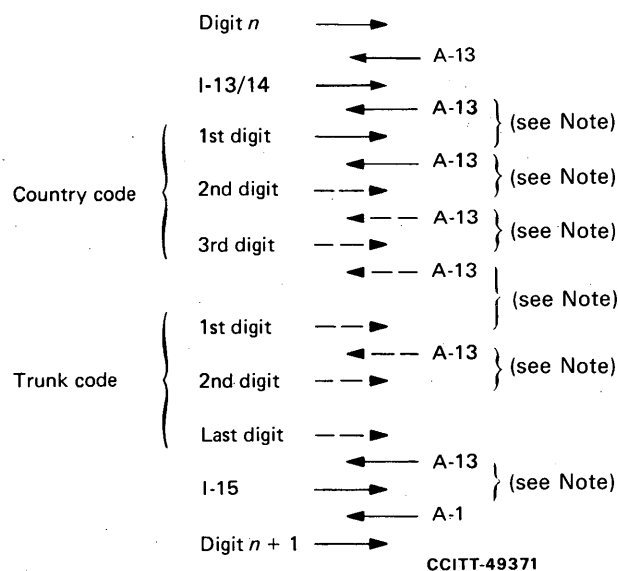 Digit n
A-13
I-13/14
A-13 (see Note)
1st digit
A-13 (see Note)
Country code
2nd digit
A-13 (see Note)
3rd digit
A-13 (see Note)
1st digit
A-13 (see Note)
Trunk code
2nd digit
Last digit
A-13 (see Note)
I-15
A-1
Digit n + 1
CCITT-49371